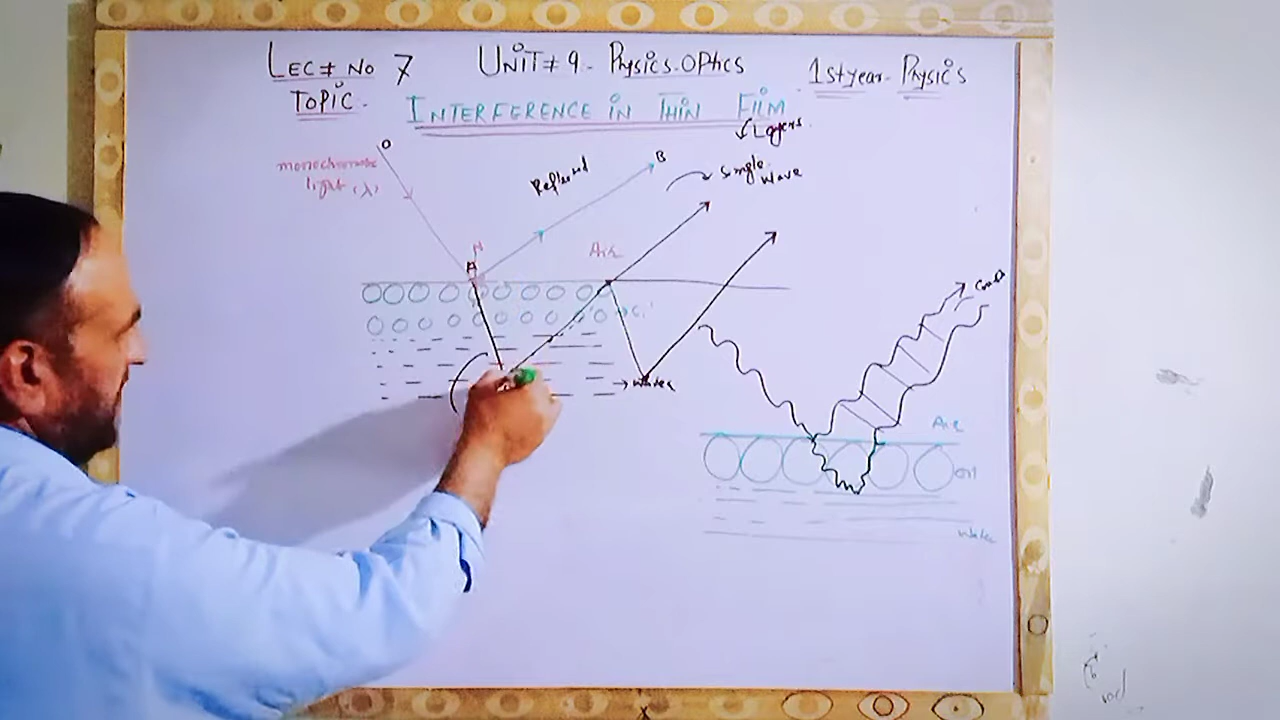 LEC # NO 7 UNIT # 9 - PHYSICS-OPTICS 1st year - PHYSICS
TOPIC -
INTERFERENCE IN THIN FILM
Layers
O
B
monochromatic
light (λ)
Reflected
Single
Wave
N
A
Air
Water
Air
oil
Water